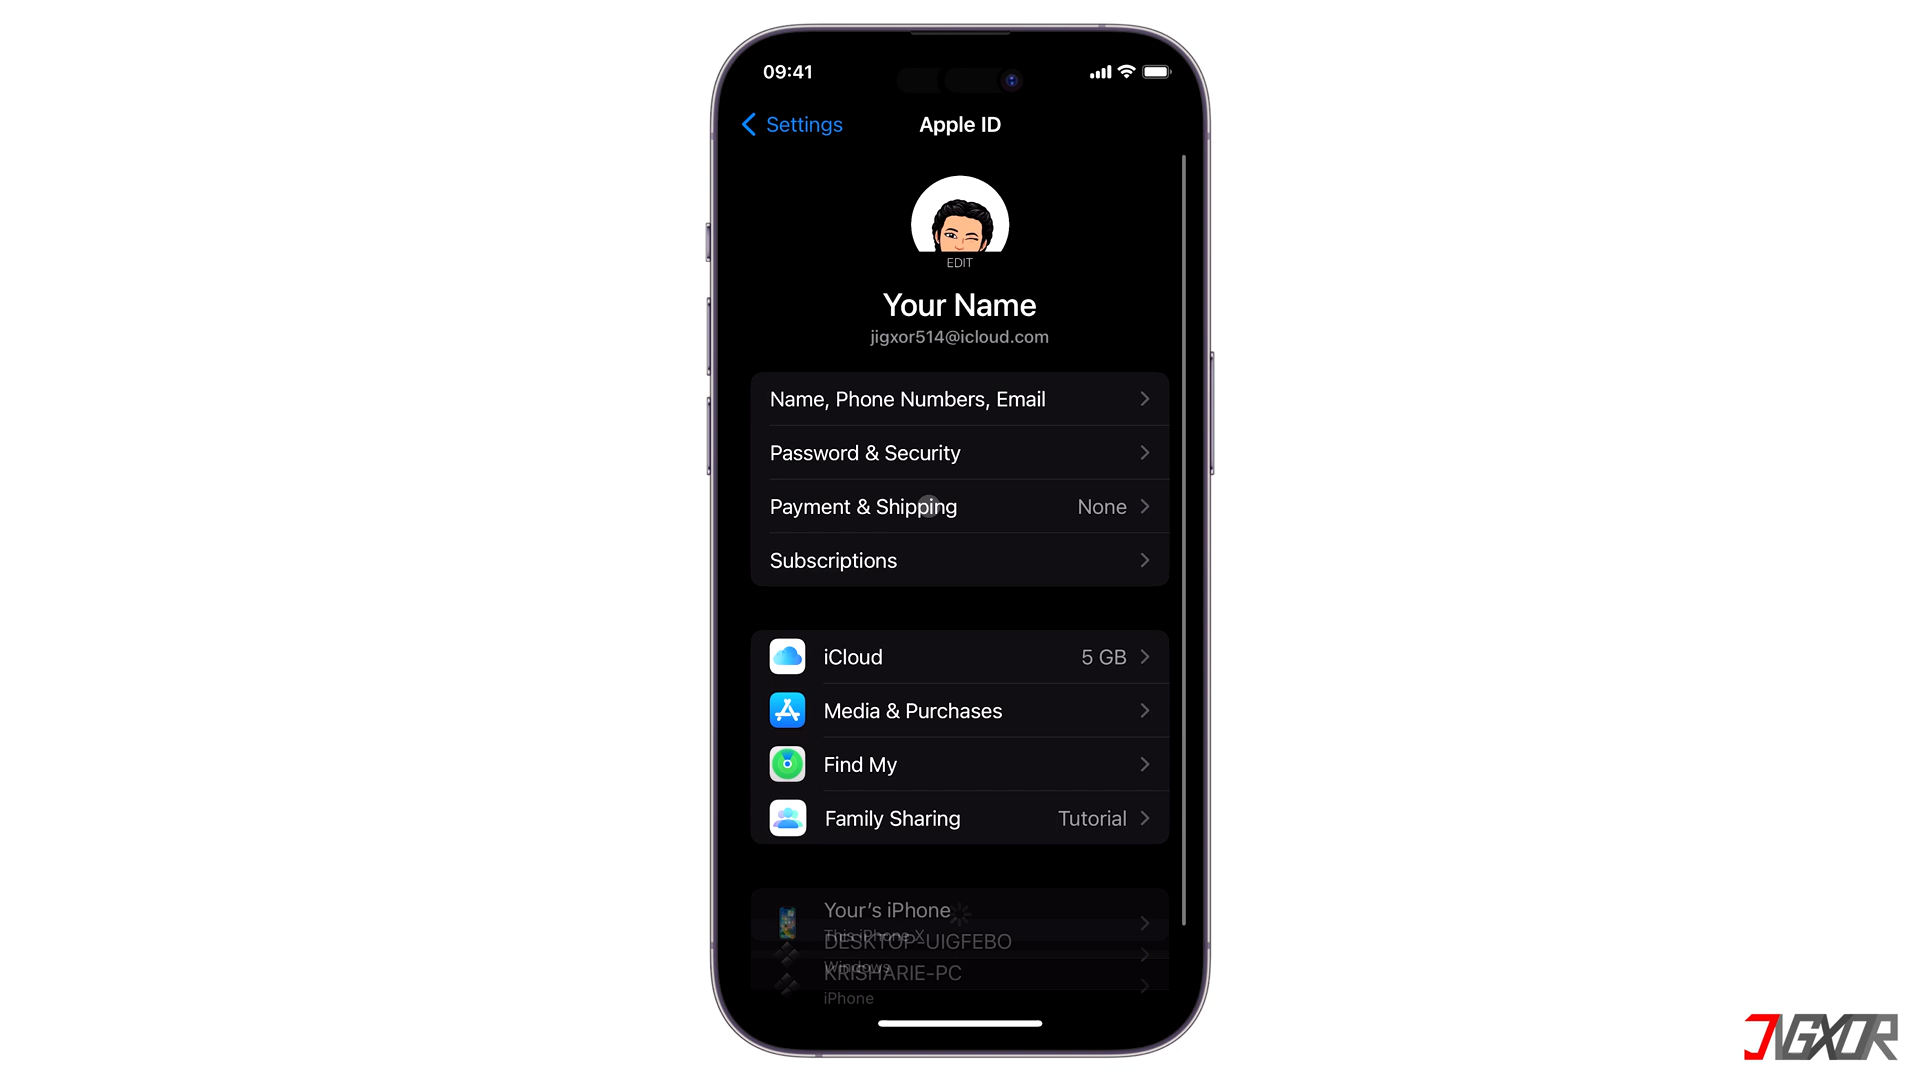 09:41
Settings
Apple ID
EDIT
Your Name
jigxor514@icloud.com
Name, Phone Numbers, Email
Password & Security
Payment & Shipping None
Subscriptions
iCloud 5 GB
Media & Purchases
Find My
Family Sharing Tutorial
Your's iPhone
This iPhone X
DESKTOP-UIGFEBO
Windows
KRISHARIE-PC
iPhone
JIGXOR